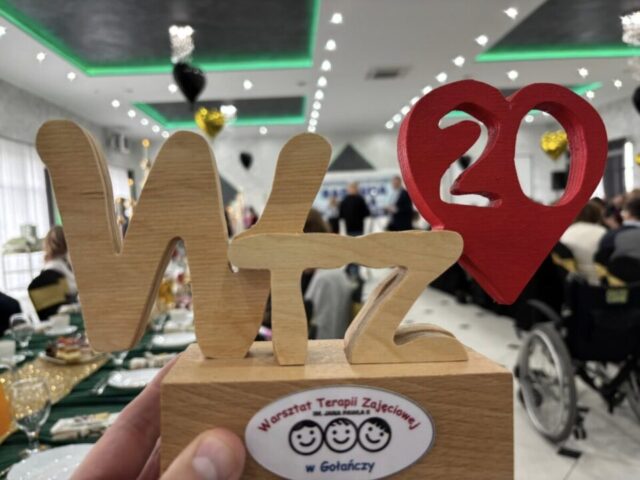 WTZ
20
Warsztat Terapii Zajęciowej
IM. JANA PAWŁA II
w Gołańczy